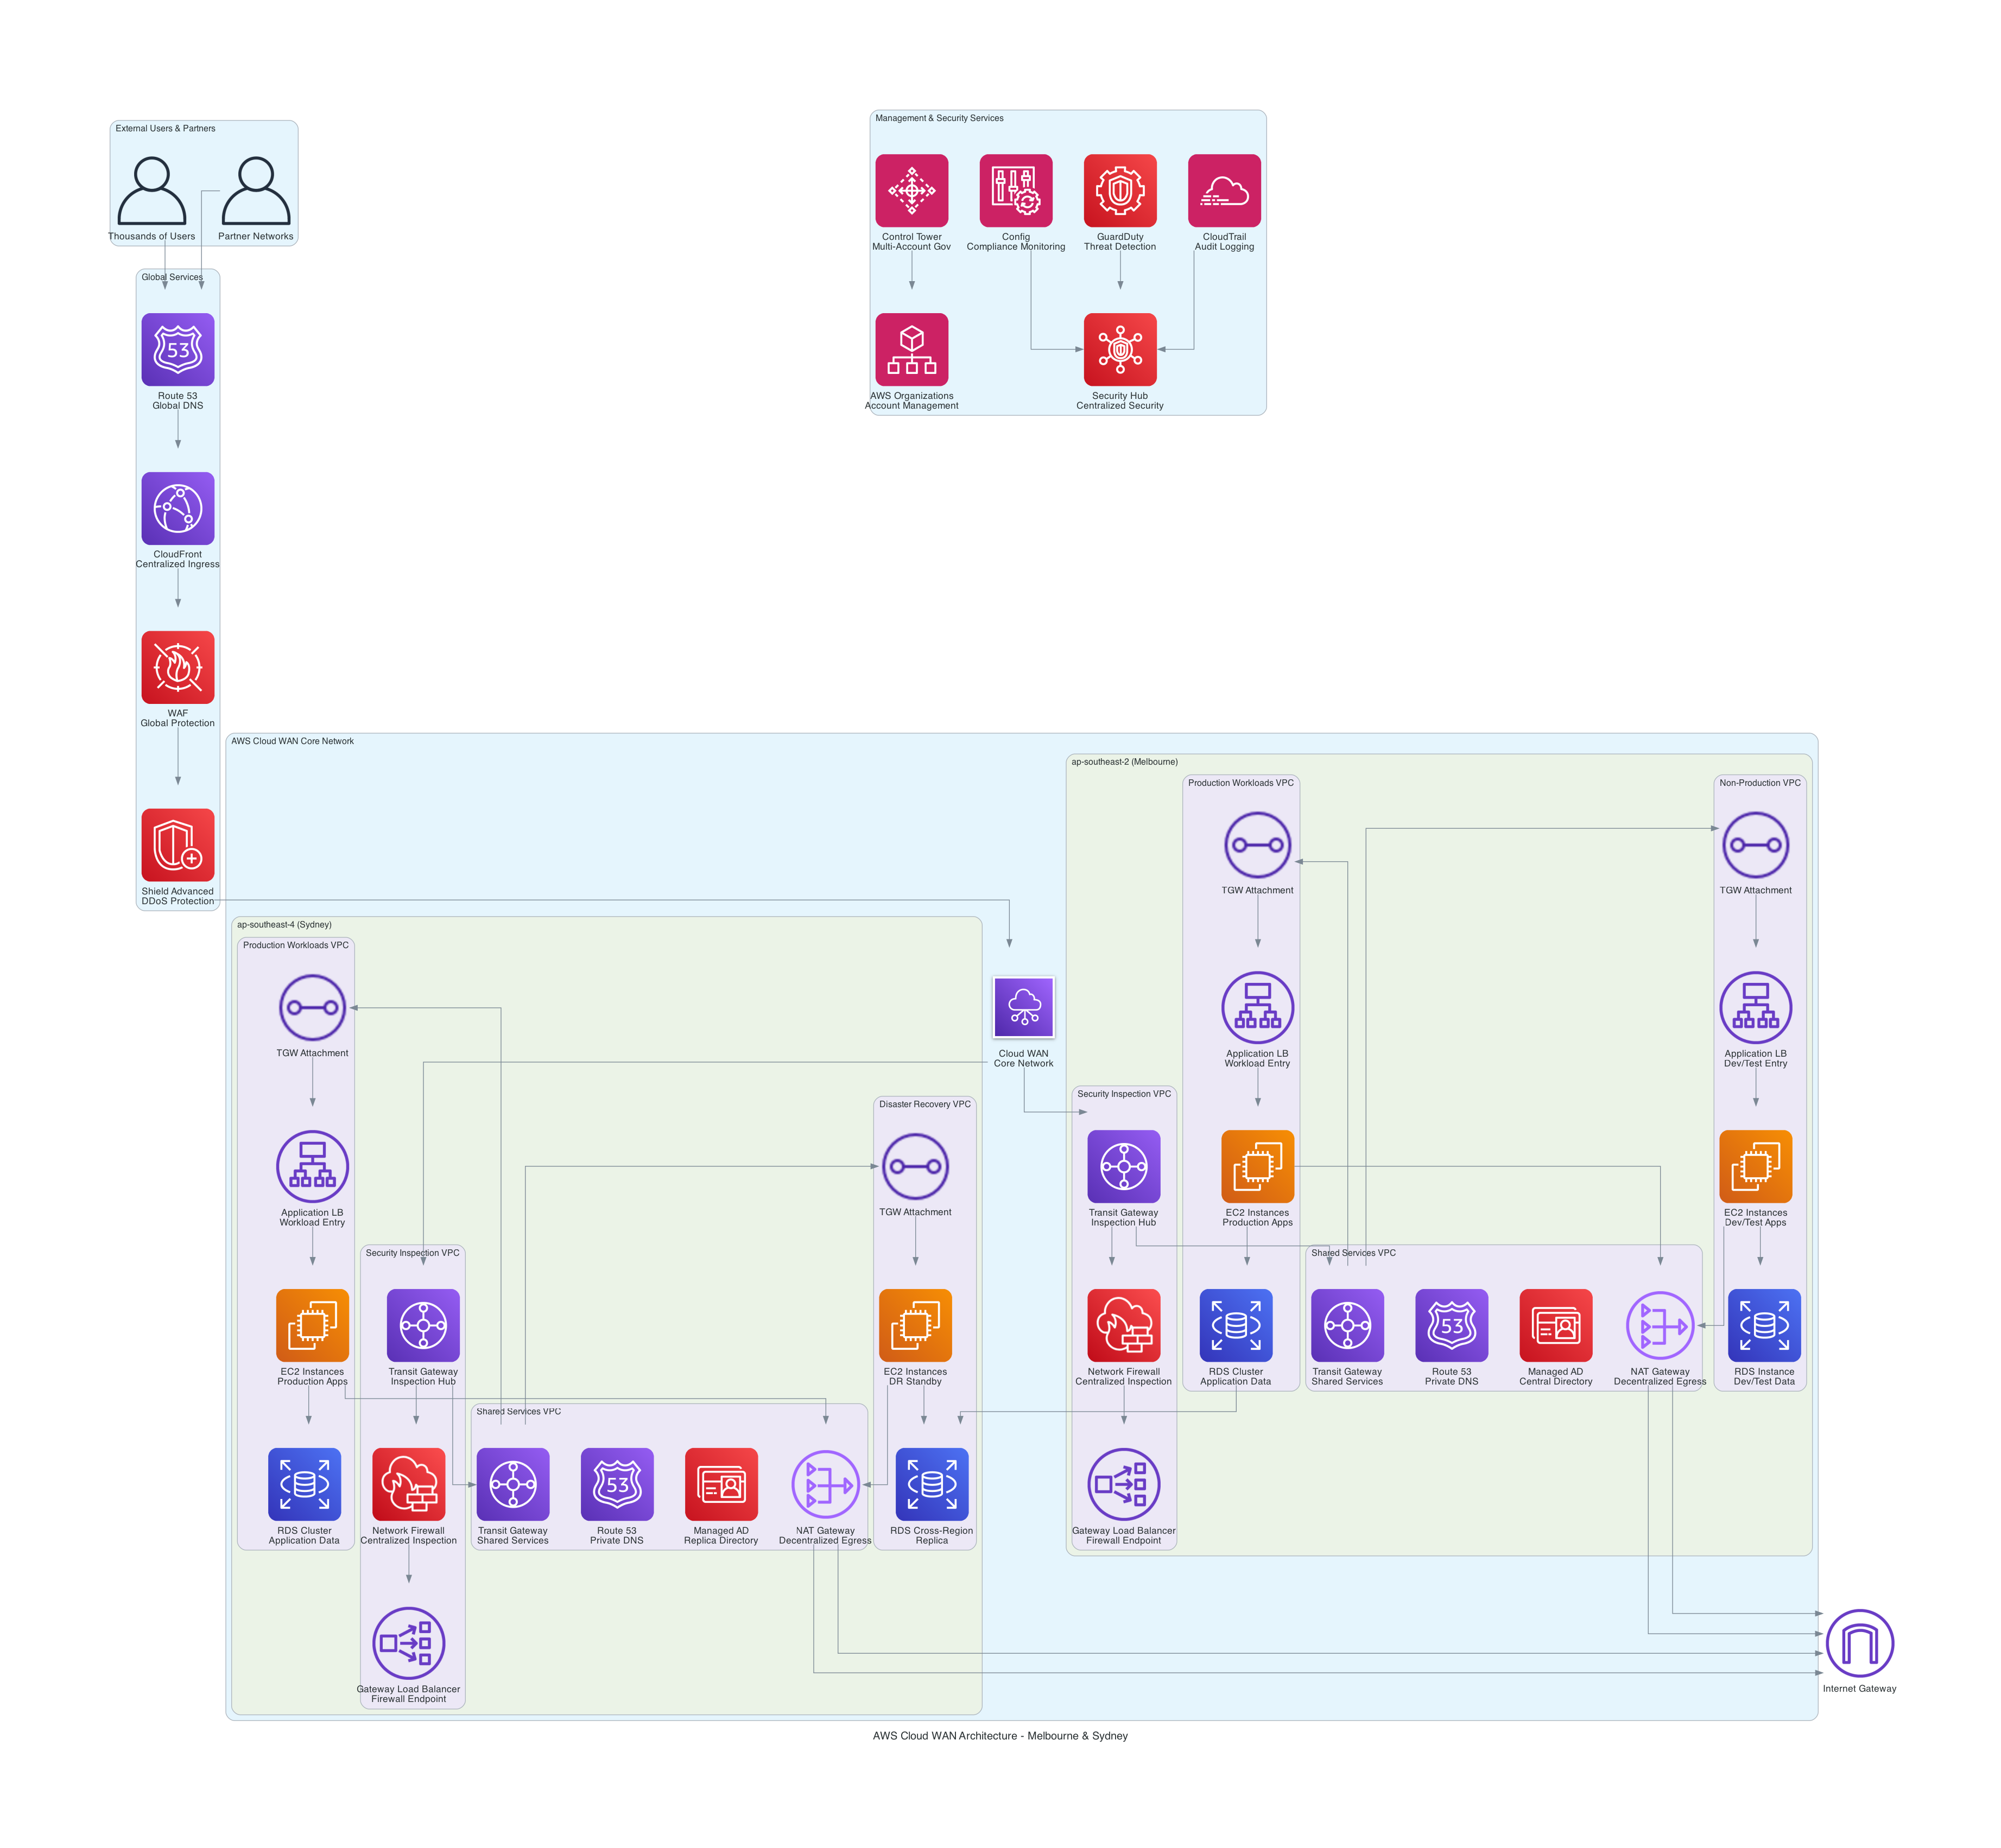 External Users & Partners
Thousands of Users
Partner Networks
Management & Security Services
Control Tower
Multi-Account Gov
Config
Compliance Monitoring
GuardDuty
Threat Detection
CloudTrail
Audit Logging
AWS Organizations
Account Management
Security Hub
Centralized Security
Global Services
53
Route 53
Global DNS
CloudFront
Centralized Ingress
WAF
Global Protection
Shield Advanced
DDoS Protection
AWS Cloud WAN Core Network
ap-southeast-4 (Sydney)
Production Workloads VPC
TGW Attachment
Application LB
Workload Entry
EC2 Instances
Production Apps
RDS Cluster
Application Data
Security Inspection VPC
Transit Gateway
Inspection Hub
Network Firewall
Centralized Inspection
Gateway Load Balancer
Firewall Endpoint
Shared Services VPC
Transit Gateway
Shared Services
53
Route 53
Private DNS
Managed AD
Replica Directory
NAT Gateway
Decentralized Egress
Disaster Recovery VPC
TGW Attachment
EC2 Instances
DR Standby
RDS Cross-Region
Replica
Cloud WAN
Core Network
ap-southeast-2 (Melbourne)
Security Inspection VPC
Transit Gateway
Inspection Hub
Network Firewall
Centralized Inspection
Gateway Load Balancer
Firewall Endpoint
Production Workloads VPC
TGW Attachment
Application LB
Workload Entry
EC2 Instances
Production Apps
RDS Cluster
Application Data
Shared Services VPC
Transit Gateway
Shared Services
53
Route 53
Private DNS
Managed AD
Central Directory
NAT Gateway
Decentralized Egress
Non-Production VPC
TGW Attachment
Application LB
Dev/Test Entry
EC2 Instances
Dev/Test Apps
RDS Instance
Dev/Test Data
Internet Gateway
AWS Cloud WAN Architecture - Melbourne & Sydney